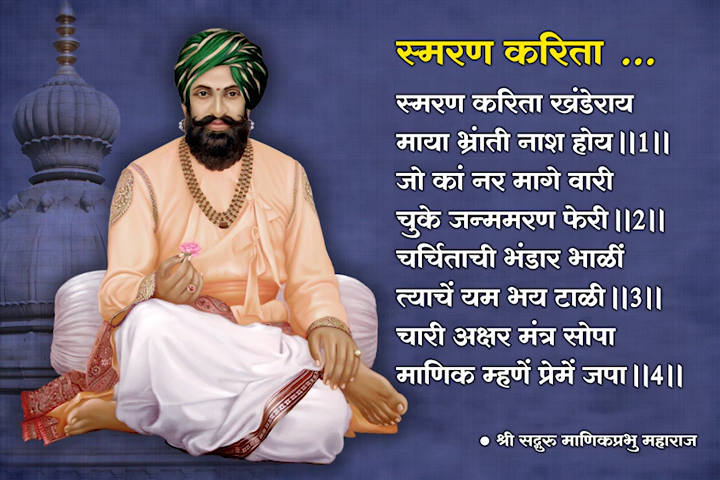 स्मरण करिता ...
स्मरण करिता खंडेराय
माया भ्रांती नाश होय ||1||
जो कां नर मागे वारी
चुके जन्ममरण फेरी ||2||
चर्चिताची भंडार भाळीं
त्याचें यम भय टाळी ||3||
चारी अक्षर मंत्र सोपा
माणिक म्हणें प्रेमें जपा ||4||
● श्री सद्गुरु माणिकप्रभु महाराज